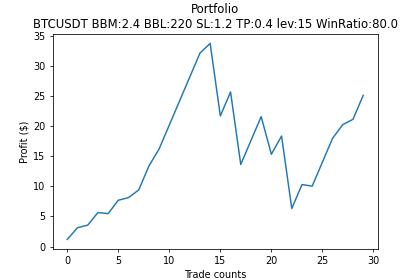 Portfolio
BTCUSDT BBM:2.4 BBL:220 SL:1.2 TP:0.4 lev:15 WinRatio:80.0
35
30
25
20
15
10
5
0
Profit ($)
0 5 10 15 20 25 30
Trade counts